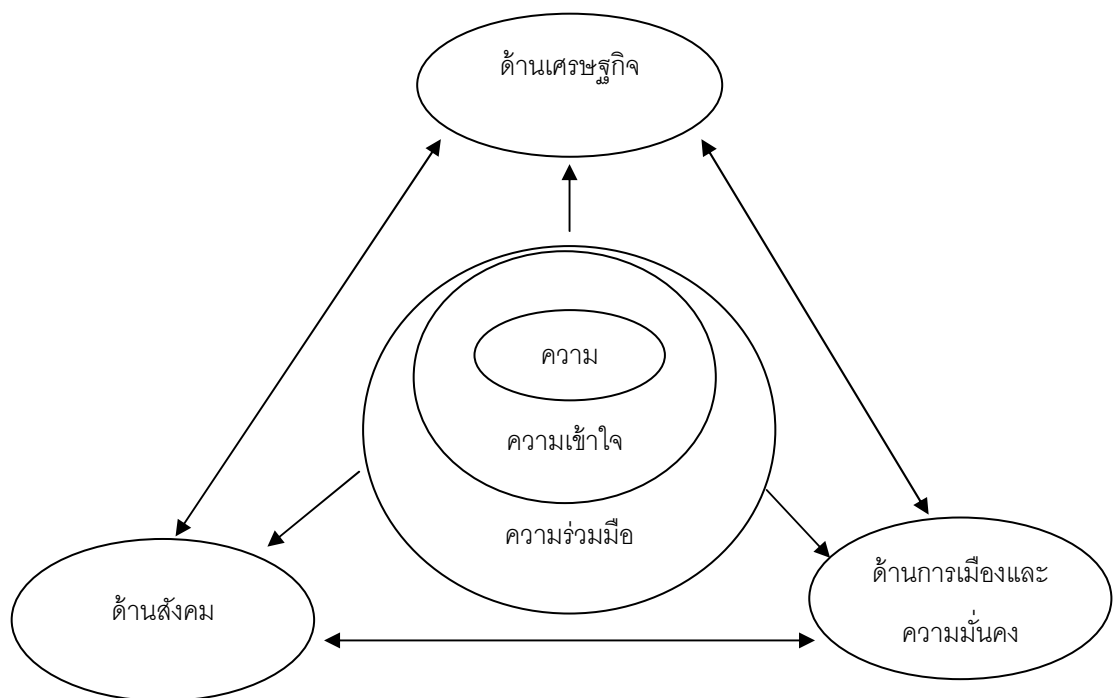 ด้านเศรษฐกิจ
ความ
ความเข้าใจ
ความร่วมมือ
ด้านสังคม
ด้านการเมืองและ
ความมั่นคง